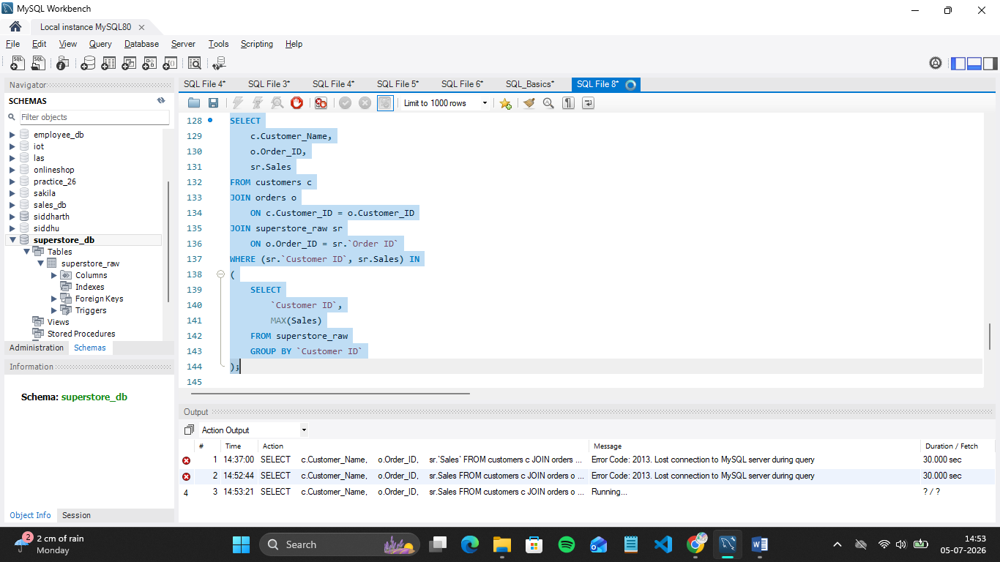 MySQL Workbench
Local instance MySQL80
File Edit View Query Database Server Tools Scripting Help
Navigator
SCHEMAS
Filter objects
employee_db
iot
las
onlineshop
practice_26
sakila
sales_db
siddharth
siddhu
superstore_db
Tables
superstore_raw
Columns
Indexes
Foreign Keys
Triggers
Views
Stored Procedures
Administration Schemas
Information
Schema: superstore_db
Object Info Session
SQL File 4* SQL File 3* SQL File 4* SQL File 5* SQL File 6* SQL_Basics* SQL File 8*
Limit to 1000 rows
128 SELECT
129 c.Customer_Name,
130 o.Order_ID,
131 sr.Sales
132 FROM customers c
133 JOIN orders o
134 ON c.Customer_ID = o.Customer_ID
135 JOIN superstore_raw sr
136 ON o.Order_ID = sr.`Order ID`
137 WHERE (sr.`Customer ID`, sr.Sales) IN
138 (
139 SELECT
140 `Customer ID`,
141 MAX(Sales)
142 FROM superstore_raw
143 GROUP BY `Customer ID`
144 );
145
Output
Action Output
# Time Action Message Duration / Fetch
1 14:37:00 SELECT c.Customer_Name, o.Order_ID, sr.`Sales` FROM customers c JOIN orders ... Error Code: 2013. Lost connection to MySQL server during query 30.000 sec
2 14:52:44 SELECT c.Customer_Name, o.Order_ID, sr.Sales FROM customers c JOIN orders o ... Error Code: 2013. Lost connection to MySQL server during query 30.000 sec
4 3 14:53:21 SELECT c.Customer_Name, o.Order_ID, sr.Sales FROM customers c JOIN orders o ... Running... ? / ?
2
2 cm of rain
Monday
Search
14:53
05-07-2026